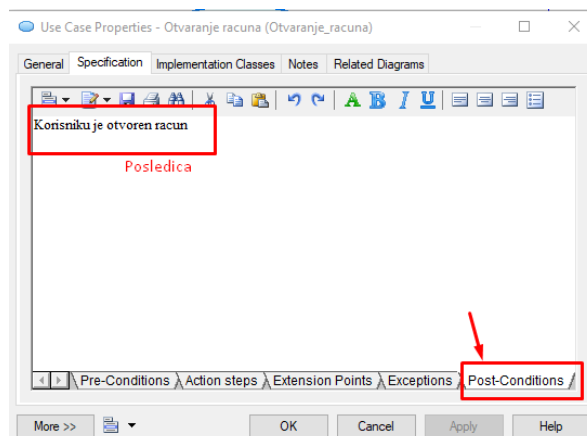 Use Case Properties - Otvaranje racuna (Otvaranje_racuna)
General Specification Implementation Classes Notes Related Diagrams
A B I U
Korisniku je otvoren racun
Posledica
Pre-Conditions Action steps Extension Points Exceptions Post-Conditions
More >> OK Cancel Apply Help